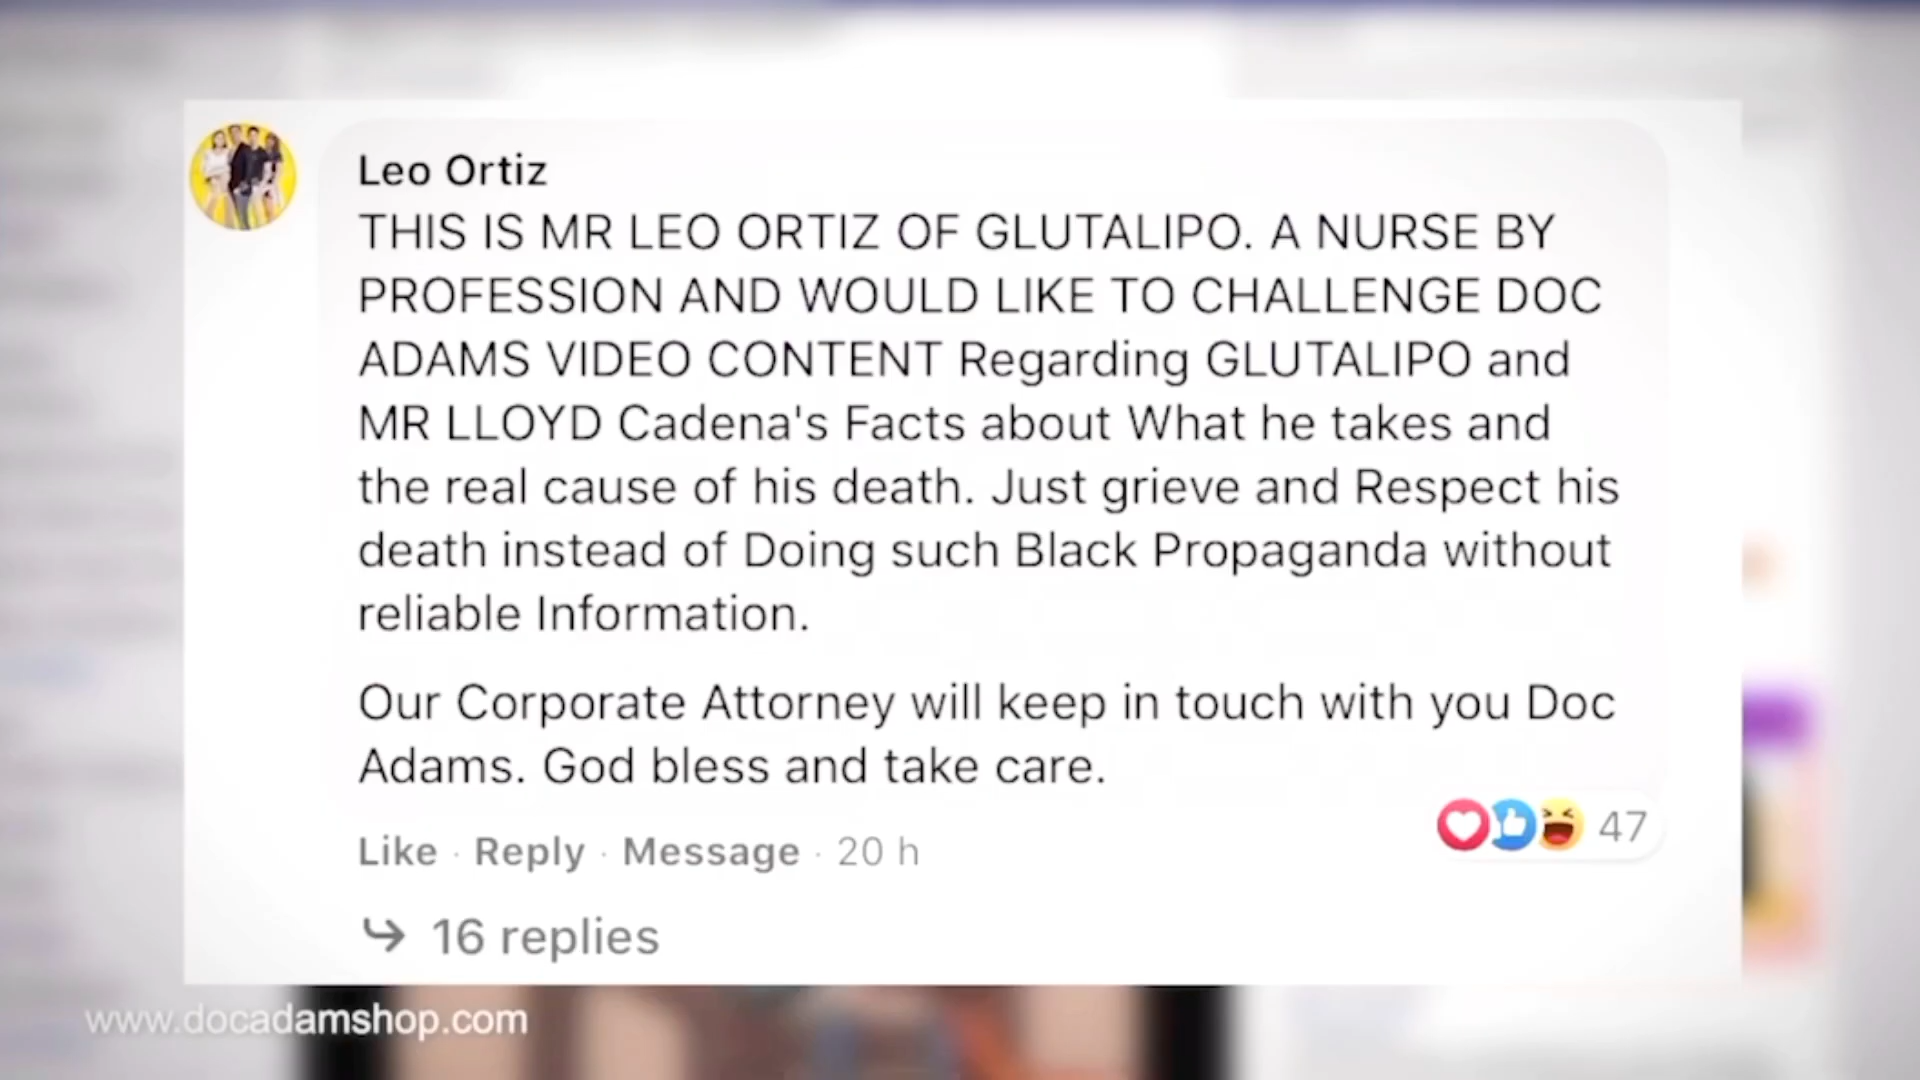 Leo Ortiz
THIS IS MR LEO ORTIZ OF GLUTALIPO. A NURSE BY
PROFESSION AND WOULD LIKE TO CHALLENGE DOC
ADAMS VIDEO CONTENT Regarding GLUTALIPO and
MR LLOYD Cadena's Facts about What he takes and
the real cause of his death. Just grieve and Respect his
death instead of Doing such Black Propaganda without
reliable Information.
Our Corporate Attorney will keep in touch with you Doc
Adams. God bless and take care.
Like · Reply · Message · 20 h
47
16 replies
www.docadamshop.com